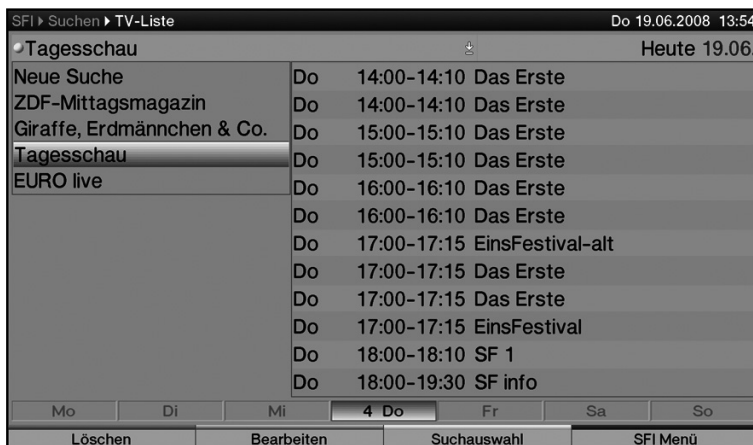 SFI ▸ Suchen ▸ TV-Liste Do 19.06.2008 13:54
Tagesschau Heute 19.06.
Neue Suche
ZDF-Mittagsmagazin
Giraffe, Erdmännchen & Co.
Tagesschau
EURO live
Do 14:00-14:10 Das Erste
Do 14:00-14:10 Das Erste
Do 15:00-15:10 Das Erste
Do 15:00-15:10 Das Erste
Do 16:00-16:10 Das Erste
Do 16:00-16:10 Das Erste
Do 17:00-17:15 EinsFestival-alt
Do 17:00-17:15 Das Erste
Do 17:00-17:15 Das Erste
Do 17:00-17:15 EinsFestival
Do 18:00-18:10 SF 1
Do 18:00-19:30 SF info
Mo Di Mi 4 Do Fr Sa So
Löschen Bearbeiten Suchauswahl SFI Menü